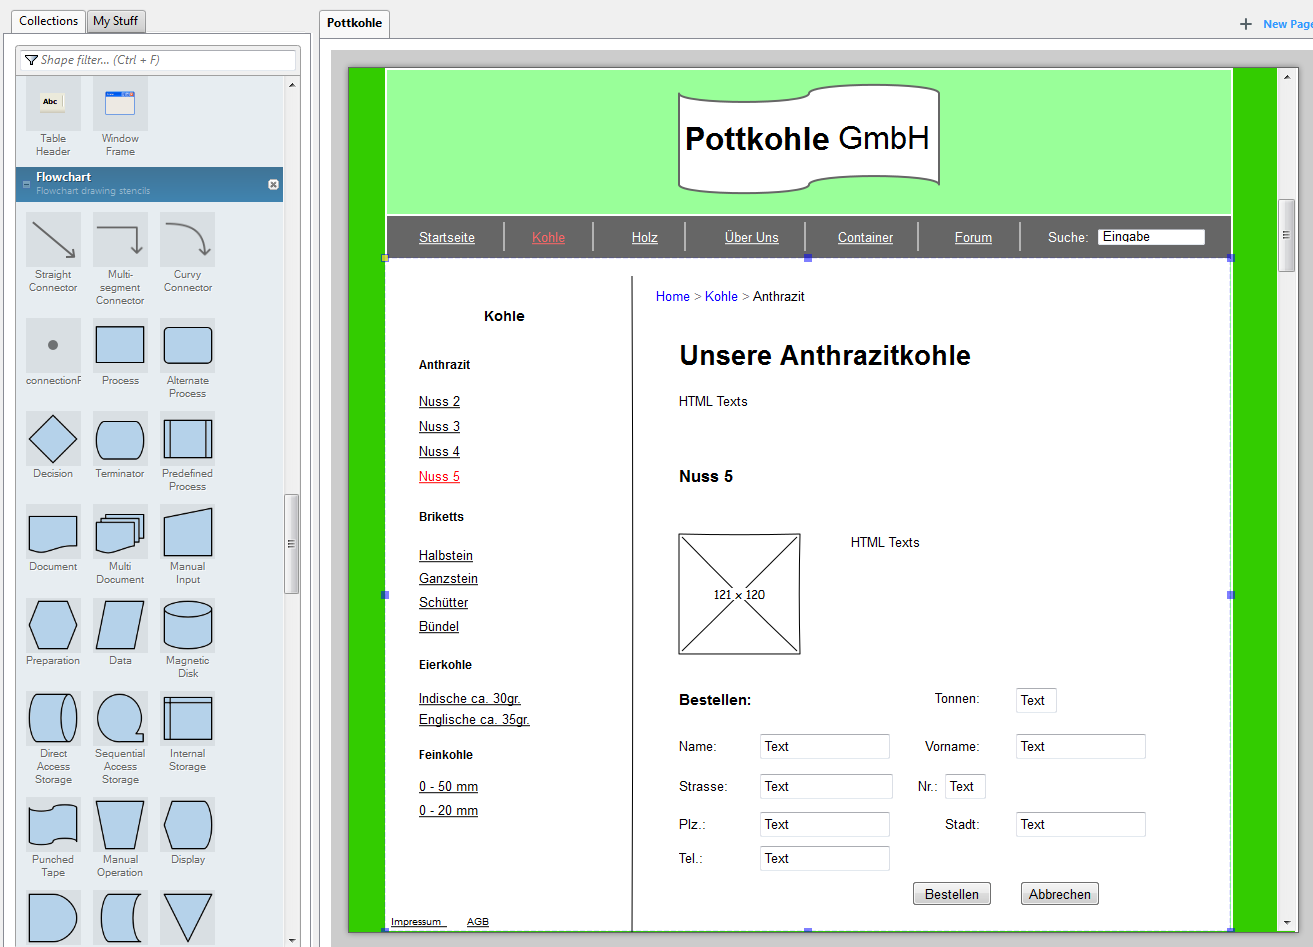 Collections
My Stuff
Shape filter... (Ctrl + F)
Abc
Table
Header
Window
Frame
Flowchart
Flowchart drawing stencils
Straight
Connector
Multi-
segment
Connector
Curvy
Connector
connectionF
Process
Alternate
Process
Decision
Terminator
Predefined
Process
Document
Multi
Document
Manual
Input
Preparation
Data
Magnetic
Disk
Direct
Access
Storage
Sequential
Access
Storage
Internal
Storage
Punched
Tape
Manual
Operation
Display
Pottkohle
+ New Page
Pottkohle GmbH
Startseite
Kohle
Holz
Über Uns
Container
Forum
Suche: Eingabe
Kohle
Anthrazit
Nuss 2
Nuss 3
Nuss 4
Nuss 5
Briketts
Halbstein
Ganzstein
Schütter
Bündel
Eierkohle
Indische ca. 30gr.
Englische ca. 35gr.
Feinkohle
0 - 50 mm
0 - 20 mm
Impressum
AGB
Home > Kohle > Anthrazit
Unsere Anthrazitkohle
HTML Texts
Nuss 5
121 x 120
HTML Texts
Bestellen:
Tonnen: Text
Name: Text
Vorname: Text
Strasse: Text
Nr.: Text
Plz.: Text
Stadt: Text
Tel.: Text
Bestellen
Abbrechen